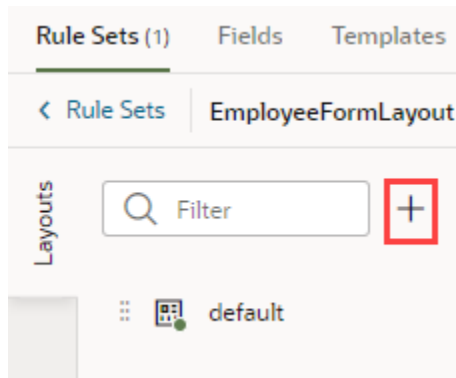 Rule Sets (1) Fields Templates
< Rule Sets EmployeeFormLayout
Layouts
Filter
default